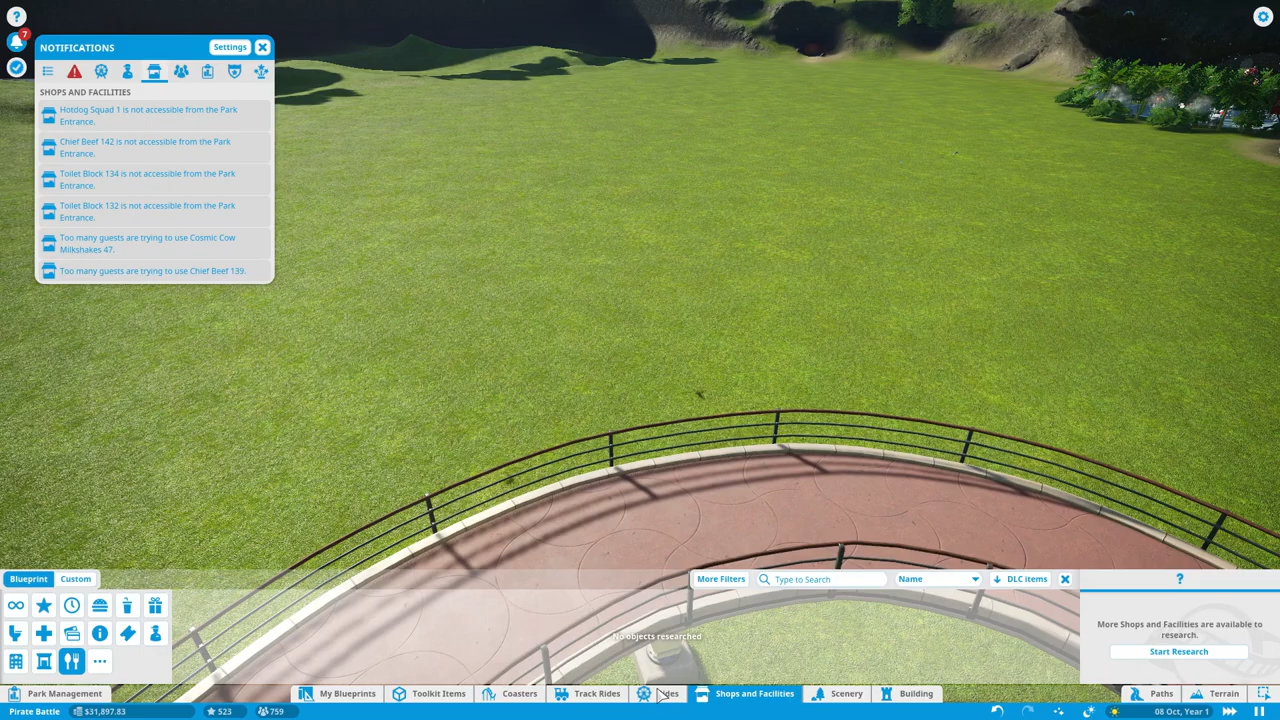 ?
7
NOTIFICATIONS
Settings
SHOPS AND FACILITIES
Hotdog Squad 1 is not accessible from the Park
Entrance.
Chief Beef 142 is not accessible from the Park
Entrance.
Toilet Block 134 is not accessible from the Park
Entrance.
Toilet Block 132 is not accessible from the Park
Entrance.
Too many guests are trying to use Cosmic Cow
Milkshakes 47.
Too many guests are trying to use Chief Beef 139.
Blueprint
Custom
More Filters
Type to Search
Name
DLC items
?
No objects researched
More Shops and Facilities are available to
research.
Start Research
Park Management
My Blueprints
Toolkit Items
Coasters
Track Rides
Shops and Facilities
Scenery
Building
Paths
Terrain
Pirate Battle
$31,897.83
523
759
08 Oct, Year 1